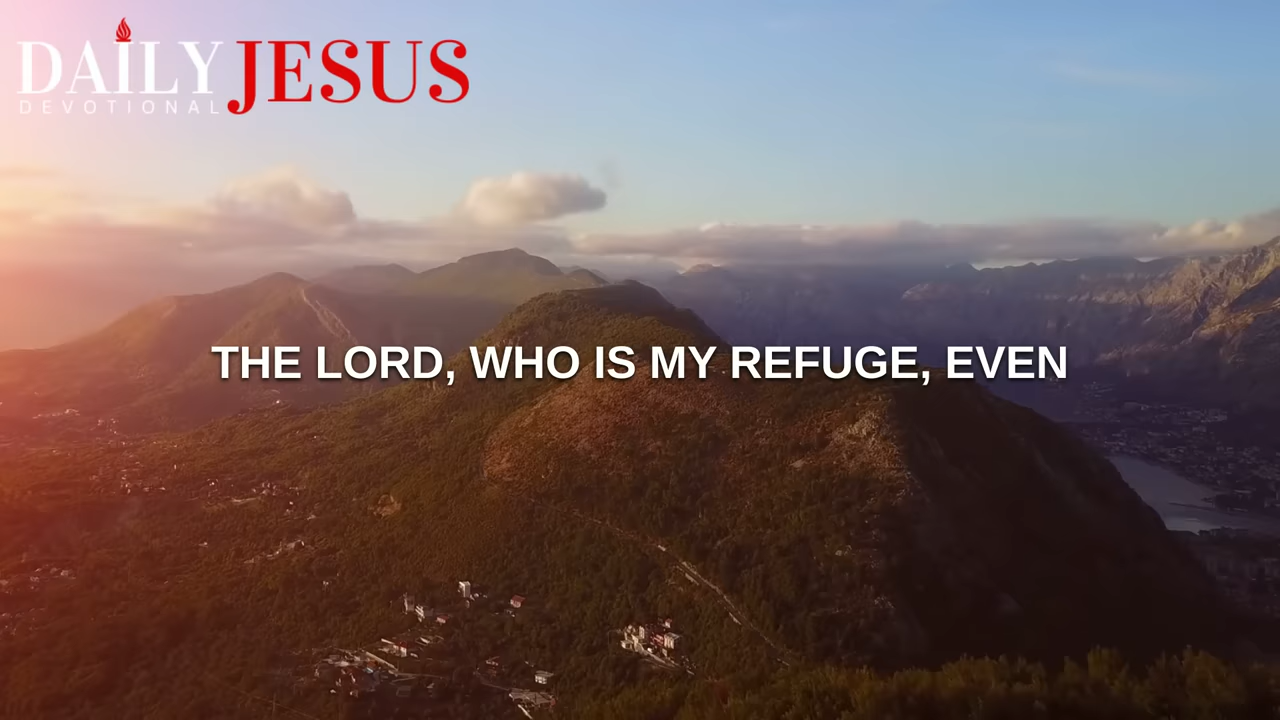 DAILY JESUS
DEVOTIONAL
THE LORD, WHO IS MY REFUGE, EVEN